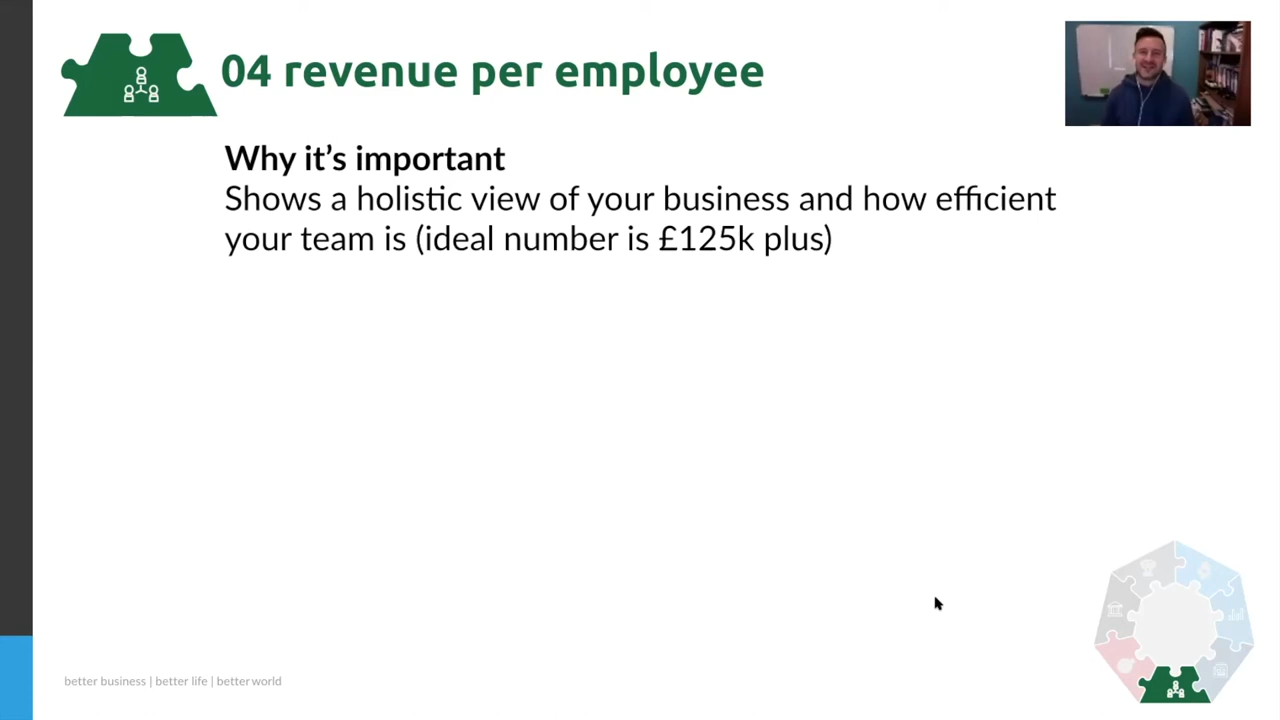 04 revenue per employee
Why it’s important
Shows a holistic view of your business and how efficient
your team is (ideal number is £125k plus)
better business | better life | better world